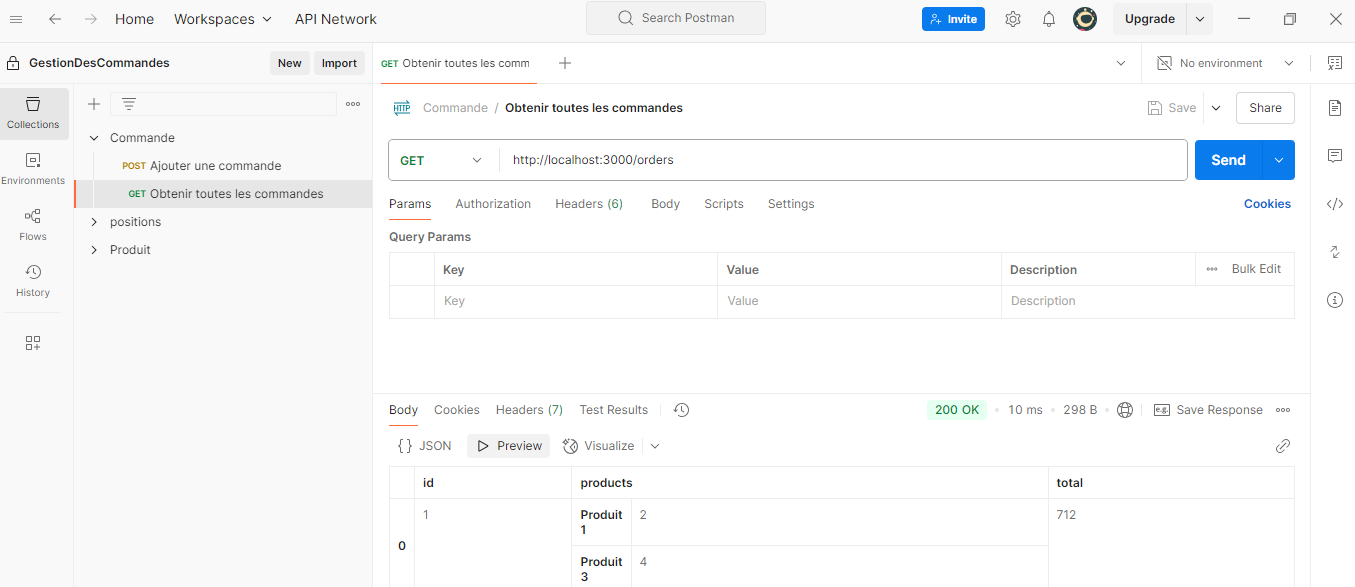 Home Workspaces API Network Search Postman Invite Upgrade
GestionDesCommandes New Import GET Obtenir toutes les comm No environment
Collections
Environments
Flows
History
Commande
POST Ajouter une commande
GET Obtenir toutes les commandes
positions
Produit
HTTP Commande / Obtenir toutes les commandes Save Share
GET http://localhost:3000/orders Send
Params Authorization Headers (6) Body Scripts Settings Cookies
Query Params
Key Value Description Bulk Edit
Key Value Description
Body Cookies Headers (7) Test Results 200 OK 10 ms 298 B e.g. Save Response
{} JSON Preview Visualize
id products total
0 1 Produit 2 712
1
Produit 4
3